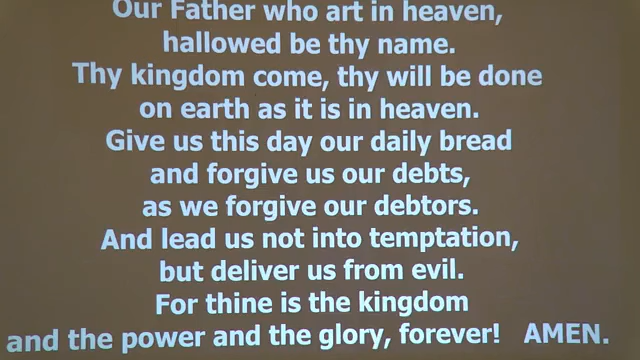 Our Father who art in heaven,
hallowed be thy name.
Thy kingdom come, thy will be done
on earth as it is in heaven.
Give us this day our daily bread
and forgive us our debts,
as we forgive our debtors.
And lead us not into temptation,
but deliver us from evil.
For thine is the kingdom
and the power and the glory, forever!   AMEN.